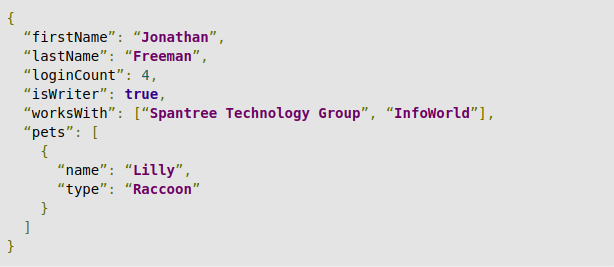 {
“firstName”: “Jonathan”,
“lastName”: “Freeman”,
“loginCount”: 4,
“isWriter”: true,
“worksWith”: [“Spantree Technology Group”, “InfoWorld”],
“pets”: [
{
“name”: “Lilly”,
“type”: “Raccoon”
}
]
}